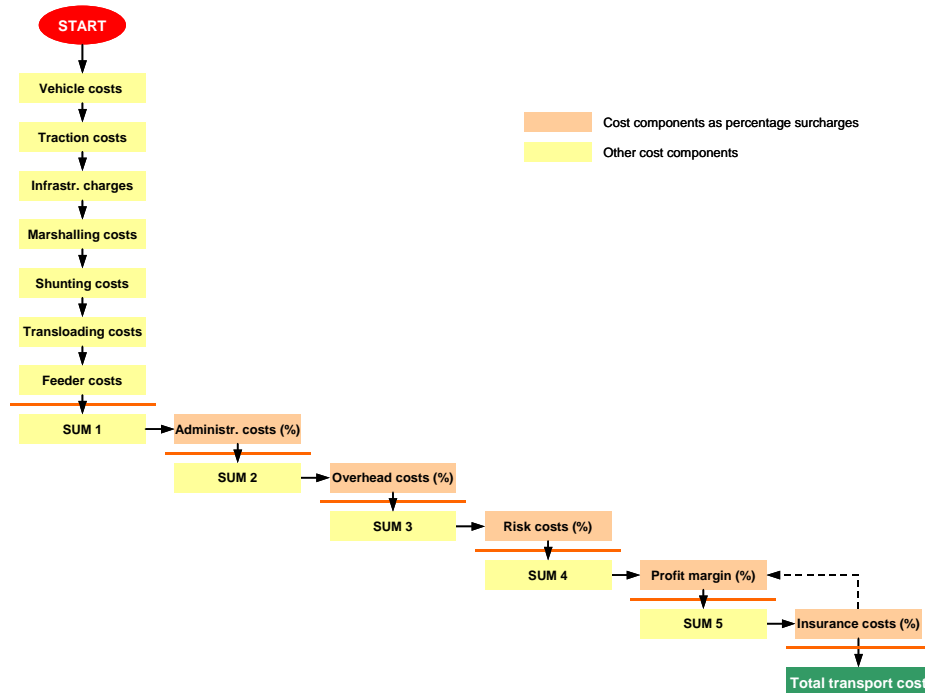 START
Vehicle costs
Traction costs
Cost components as percentage surcharges
Other cost components
Infrastr. charges
Marshalling costs
Shunting costs
Transloading costs
Feeder costs
SUM 1
Administr. costs (%)
SUM 2
Overhead costs (%)
SUM 3
Risk costs (%)
SUM 4
Profit margin (%)
SUM 5
Insurance costs (%)
Total transport cost